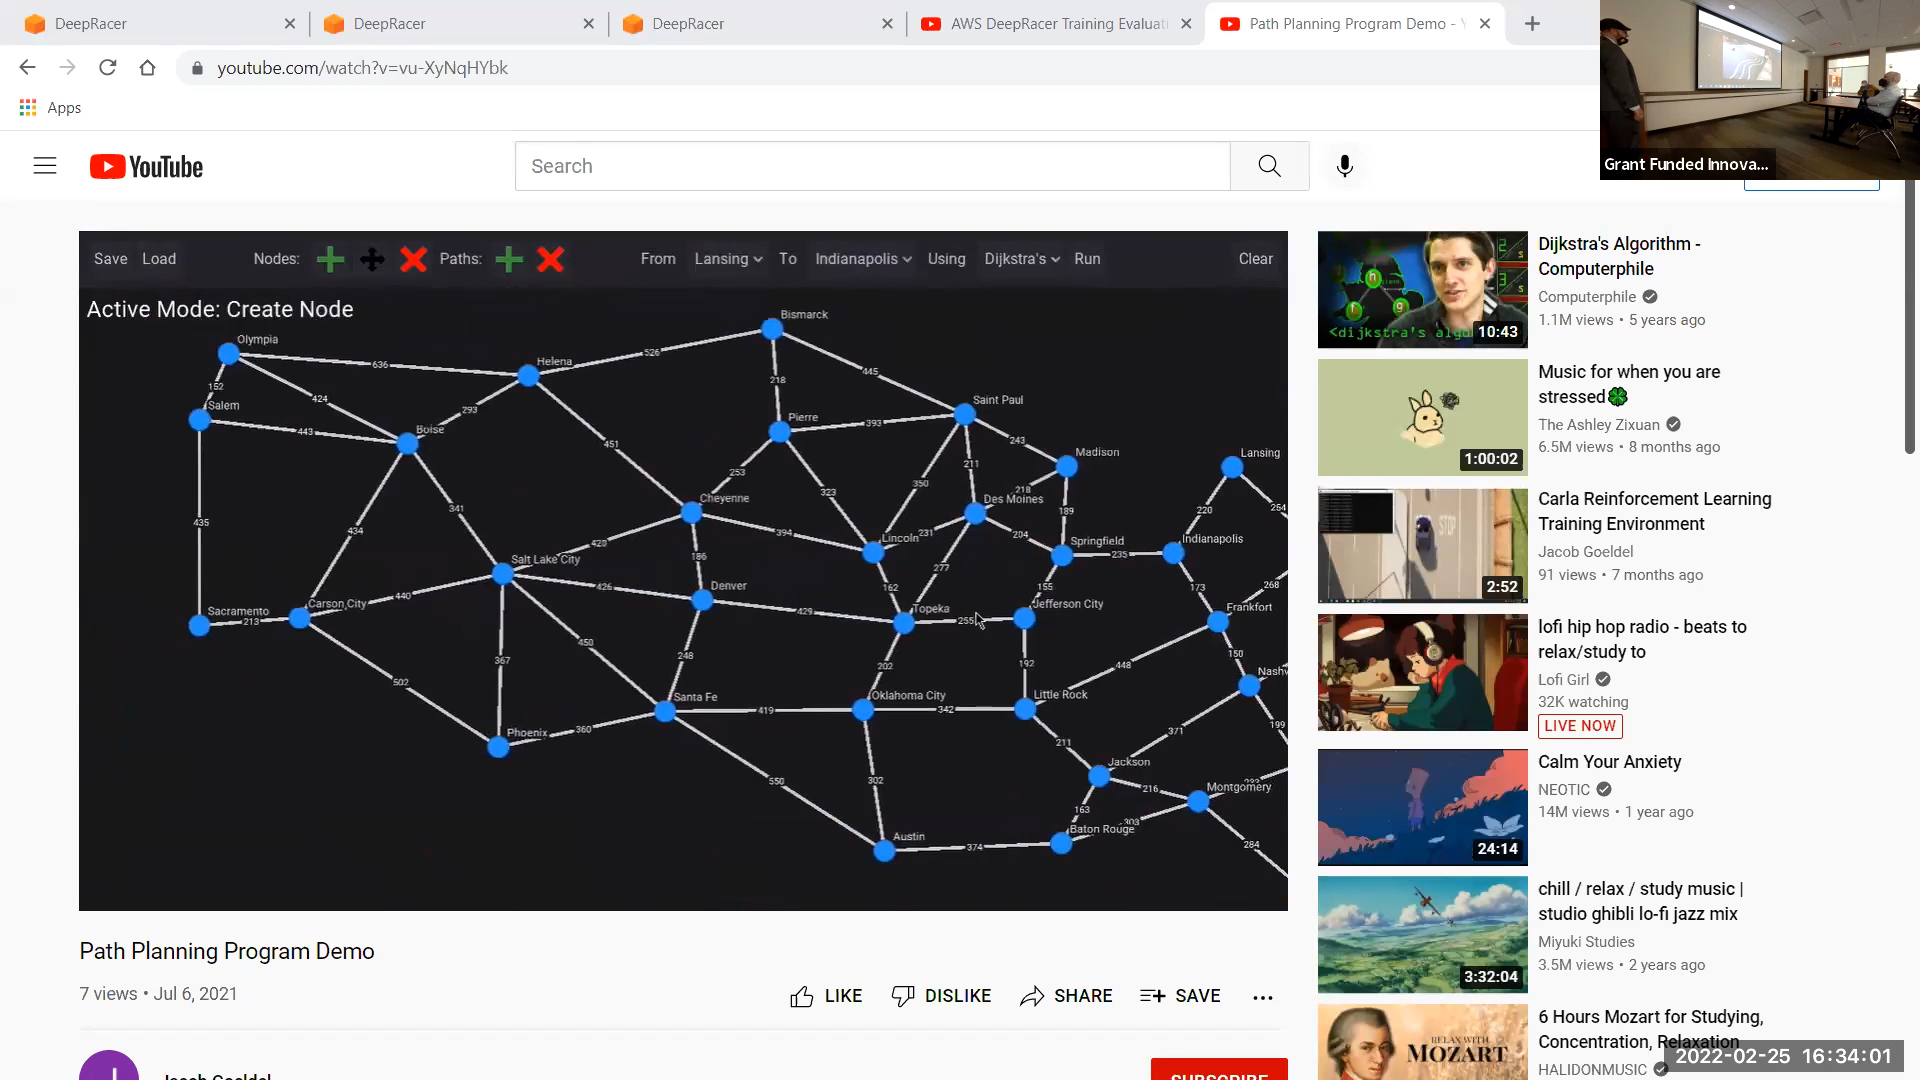 DeepRacer
DeepRacer
DeepRacer
AWS DeepRacer Training Evaluat
Path Planning Program Demo -
youtube.com/watch?v=vu-XyNqHYbk
Apps
Grant Funded Innova...
YouTube
Search
Save Load Nodes: Paths: From Lansing To Indianapolis Using Dijkstra's Run Clear
Active Mode: Create Node
Bismarck
Olympia
Helena
636
526
152
424
218
445
293
Salem
Boise
443
Pierre
393
Saint Paul
243
451
Madison
Lansing
253
211
218
323
350
Cheyenne
Des Moines
189
220
254
341
434
435
394
231
204
Lincoln
Springfield
235
Indianapolis
420
186
277
Salt Lake City
426
Denver
162
155
173
268
440
429
Topeka
255
Jefferson City
Frankfort
Sacramento
213
Carson City
450
248
367
202
192
448
150
502
Santa Fe
419
Oklahoma City
342
Little Rock
Nashv
199
Phoenix
360
211
371
550
302
Jackson
216
Montgomery
233
163
Baton Rouge
303
Austin
374
284
Path Planning Program Demo
7 views • Jul 6, 2021
LIKE DISLIKE SHARE SAVE
SUBSCRIBE
Jacob Goeldel
<dijkstra's algo
10:43
Dijkstra's Algorithm -
Computerphile
Computerphile
1.1M views • 5 years ago
1:00:02
Music for when you are
stressed🍀
The Ashley Zixuan
6.5M views • 8 months ago
STOP
2:52
Carla Reinforcement Learning
Training Environment
Jacob Goeldel
91 views • 7 months ago
lofi hip hop radio - beats to
relax/study to
Lofi Girl
32K watching
LIVE NOW
24:14
Calm Your Anxiety
NEOTIC
14M views • 1 year ago
3:32:04
chill / relax / study music |
studio ghibli lo-fi jazz mix
Miyuki Studies
3.5M views • 2 years ago
RELAX WITH
MOZART
6 Hours Mozart for Studying,
Concentration, Relaxation
HALIDONMUSIC
2022-02-25 16:34:01